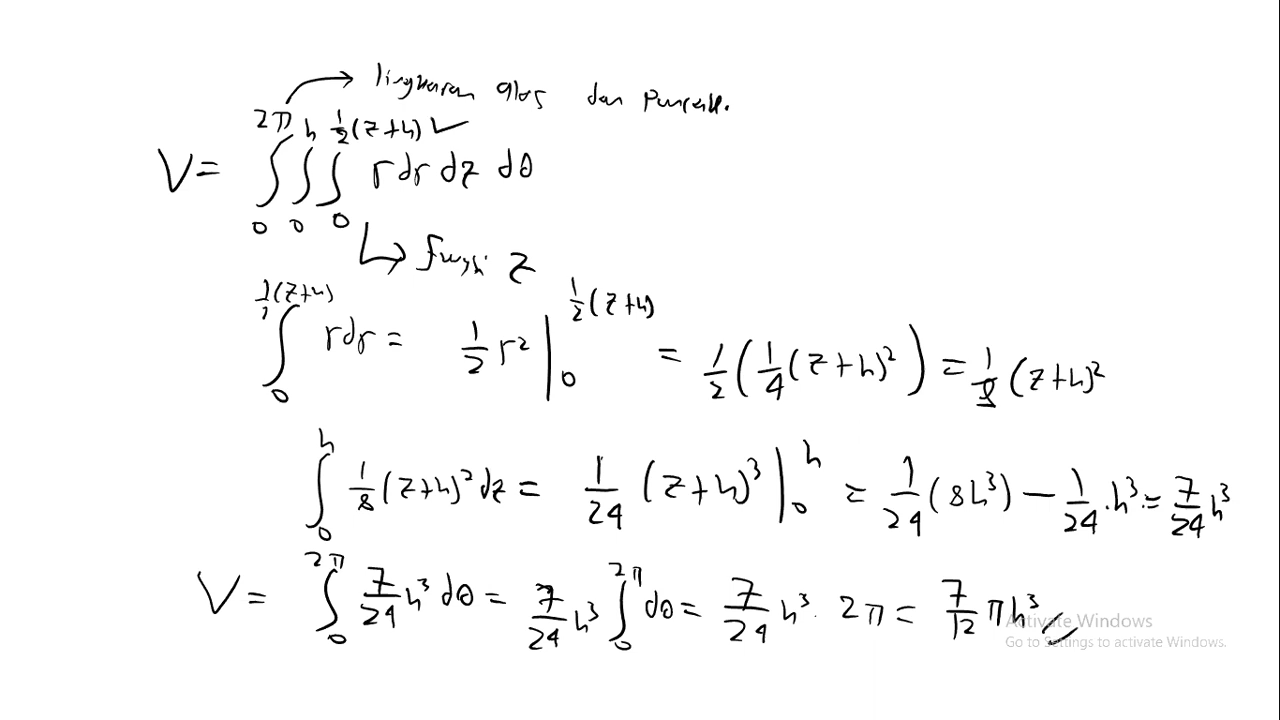 lingkaran alas dan puncak.
V = ∫₀^{2π} ∫₀^{h} ∫₀^{½(z+h)} r dr dz dθ
↳ fungsi z
∫₀^{½(z+h)} r dr = ½ r² |₀^{½(z+h)} = ½(¼(z+h)²) = 1/8 (z+h)²
∫₀^{h} 1/8 (z+h)² dz = 1/24 (z+h)³ |₀^{h} = 1/24 (8h³) − 1/24 · h³ = 7/24 h³
V = ∫₀^{2π} 7/24 h³ dθ = 7/24 h³ ∫₀^{2π} dθ = 7/24 h³ · 2π = 7/12 πh³
Activate Windows
Go to Settings to activate Windows.